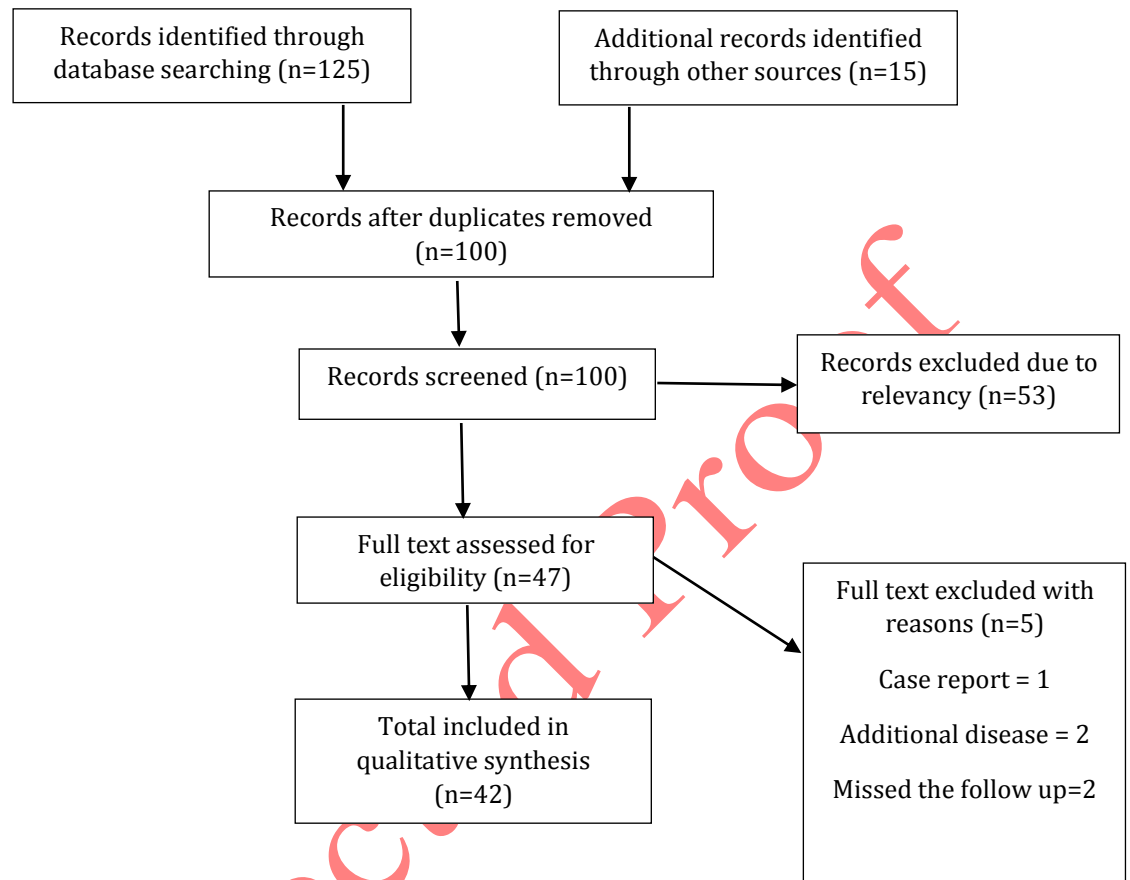 Records identified through
database searching (n=125)
Additional records identified
through other sources (n=15)
Records after duplicates removed
(n=100)
Records screened (n=100)
Records excluded due to
relevancy (n=53)
Full text assessed for
eligibility (n=47)
Full text excluded with
reasons (n=5)
Case report = 1
Additional disease = 2
Missed the follow up=2
Total included in
qualitative synthesis
(n=42)